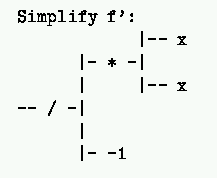 Simplify f':
                |-- x
        |- * -|
        |       |-- x
-- / -|
        |
        |- -1